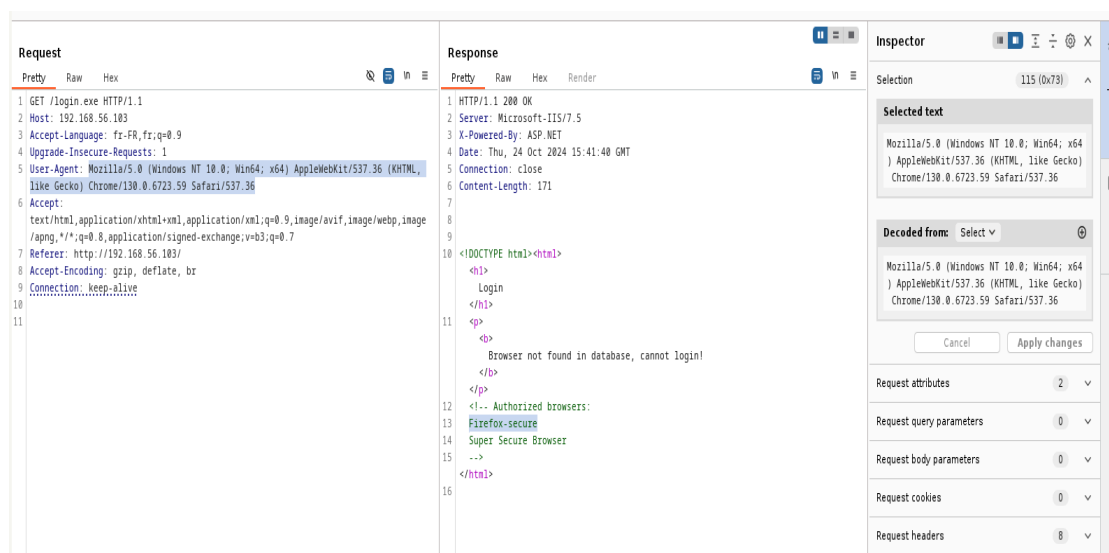 Request
Pretty Raw Hex
\n
1 GET /login.exe HTTP/1.1
2 Host: 192.168.56.103
3 Accept-Language: fr-FR,fr;q=0.9
4 Upgrade-Insecure-Requests: 1
5 User-Agent: Mozilla/5.0 (Windows NT 10.0; Win64; x64) AppleWebKit/537.36 (KHTML,
like Gecko) Chrome/130.0.6723.59 Safari/537.36
6 Accept:
text/html,application/xhtml+xml,application/xml;q=0.9,image/avif,image/webp,image
/apng,*/*;q=0.8,application/signed-exchange;v=b3;q=0.7
7 Referer: http://192.168.56.103/
8 Accept-Encoding: gzip, deflate, br
9 Connection: keep-alive
10
11
Response
Pretty Raw Hex Render
\n
1 HTTP/1.1 200 OK
2 Server: Microsoft-IIS/7.5
3 X-Powered-By: ASP.NET
4 Date: Thu, 24 Oct 2024 15:41:40 GMT
5 Connection: close
6 Content-Length: 171
7
8
9
10 <!DOCTYPE html><html>
<h1>
Login
</h1>
11 <p>
<b>
Browser not found in database, cannot login!
</b>
</p>
12 <!-- Authorized browsers:
13 Firefox-secure
14 Super Secure Browser
15 -->
</html>
16
Inspector
Selection 115 (0x73)
Selected text
Mozilla/5.0 (Windows NT 10.0; Win64; x64
) AppleWebKit/537.36 (KHTML, like Gecko)
Chrome/130.0.6723.59 Safari/537.36
Decoded from: Select
Mozilla/5.0 (Windows NT 10.0; Win64; x64
) AppleWebKit/537.36 (KHTML, like Gecko)
Chrome/130.0.6723.59 Safari/537.36
Cancel Apply changes
Request attributes 2
Request query parameters 0
Request body parameters 0
Request cookies 0
Request headers 8